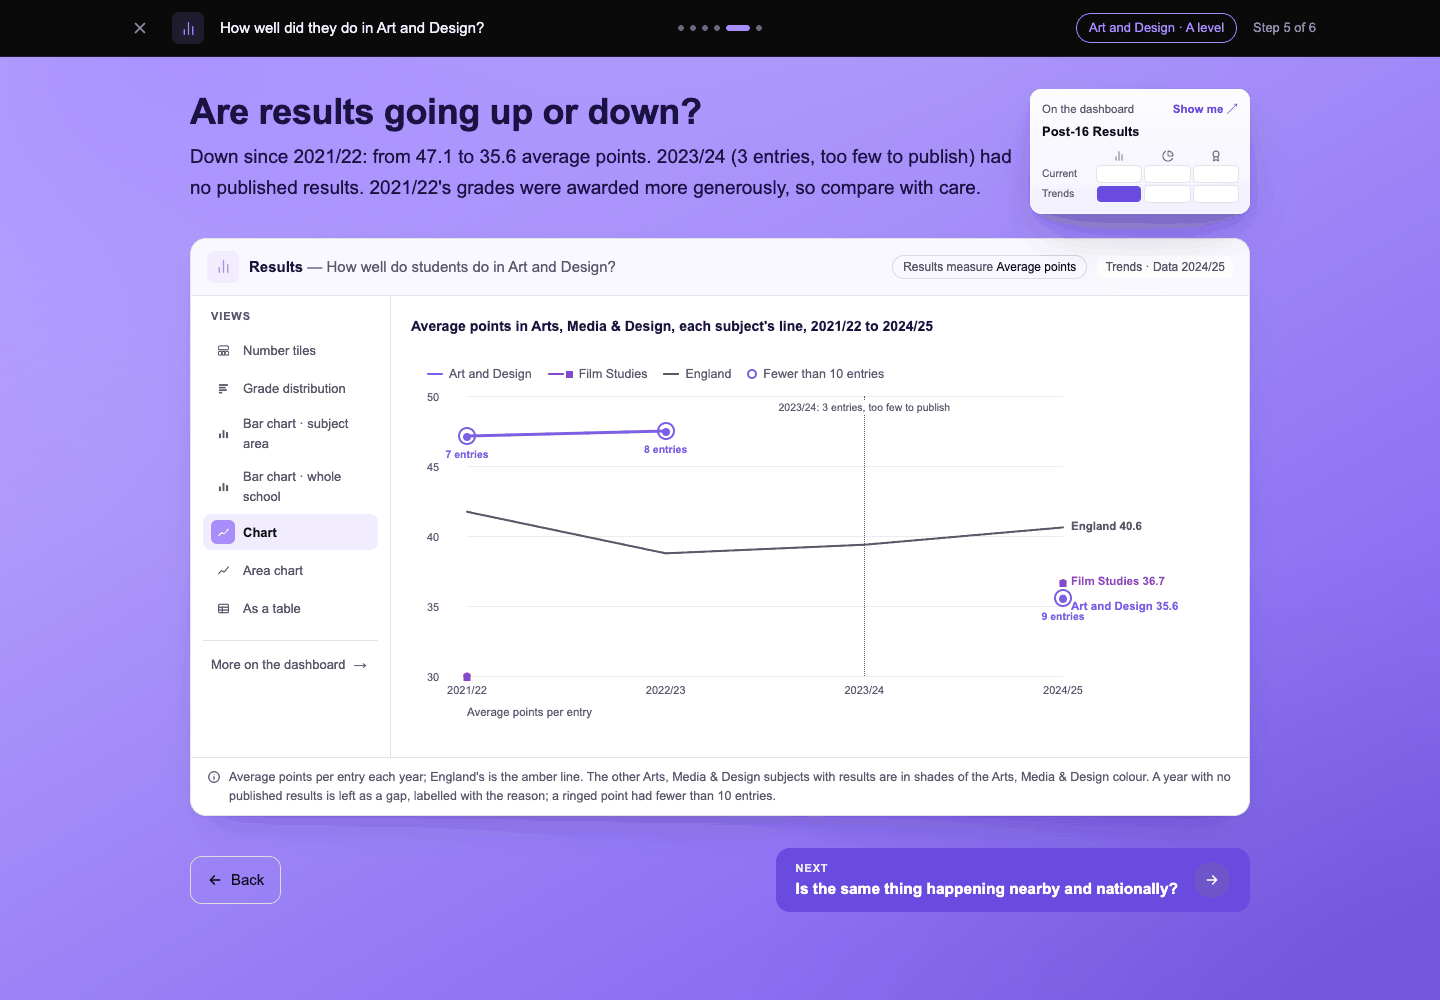 How well did they do in Art and Design?
Art and Design · A level
Step 5 of 6
Are results going up or down?
Down since 2021/22: from 47.1 to 35.6 average points. 2023/24 (3 entries, too few to publish) had
no published results. 2021/22's grades were awarded more generously, so compare with care.
On the dashboard
Show me
Post-16 Results
Current
Trends
Results — How well do students do in Art and Design?
Results measure Average points
Trends · Data 2024/25
VIEWS
Number tiles
Grade distribution
Bar chart · subject
area
Bar chart · whole
school
Chart
Area chart
As a table
More on the dashboard →
Average points in Arts, Media & Design, each subject's line, 2021/22 to 2024/25
Art and Design
Film Studies
England
Fewer than 10 entries
50
2023/24: 3 entries, too few to publish
7 entries
8 entries
45
40
England 40.6
Film Studies 36.7
35
Art and Design 35.6
9 entries
30
2021/22
2022/23
2023/24
2024/25
Average points per entry
Average points per entry each year; England's is the amber line. The other Arts, Media & Design subjects with results are in shades of the Arts, Media & Design colour. A year with no
published results is left as a gap, labelled with the reason; a ringed point had fewer than 10 entries.
← Back
NEXT
Is the same thing happening nearby and nationally?